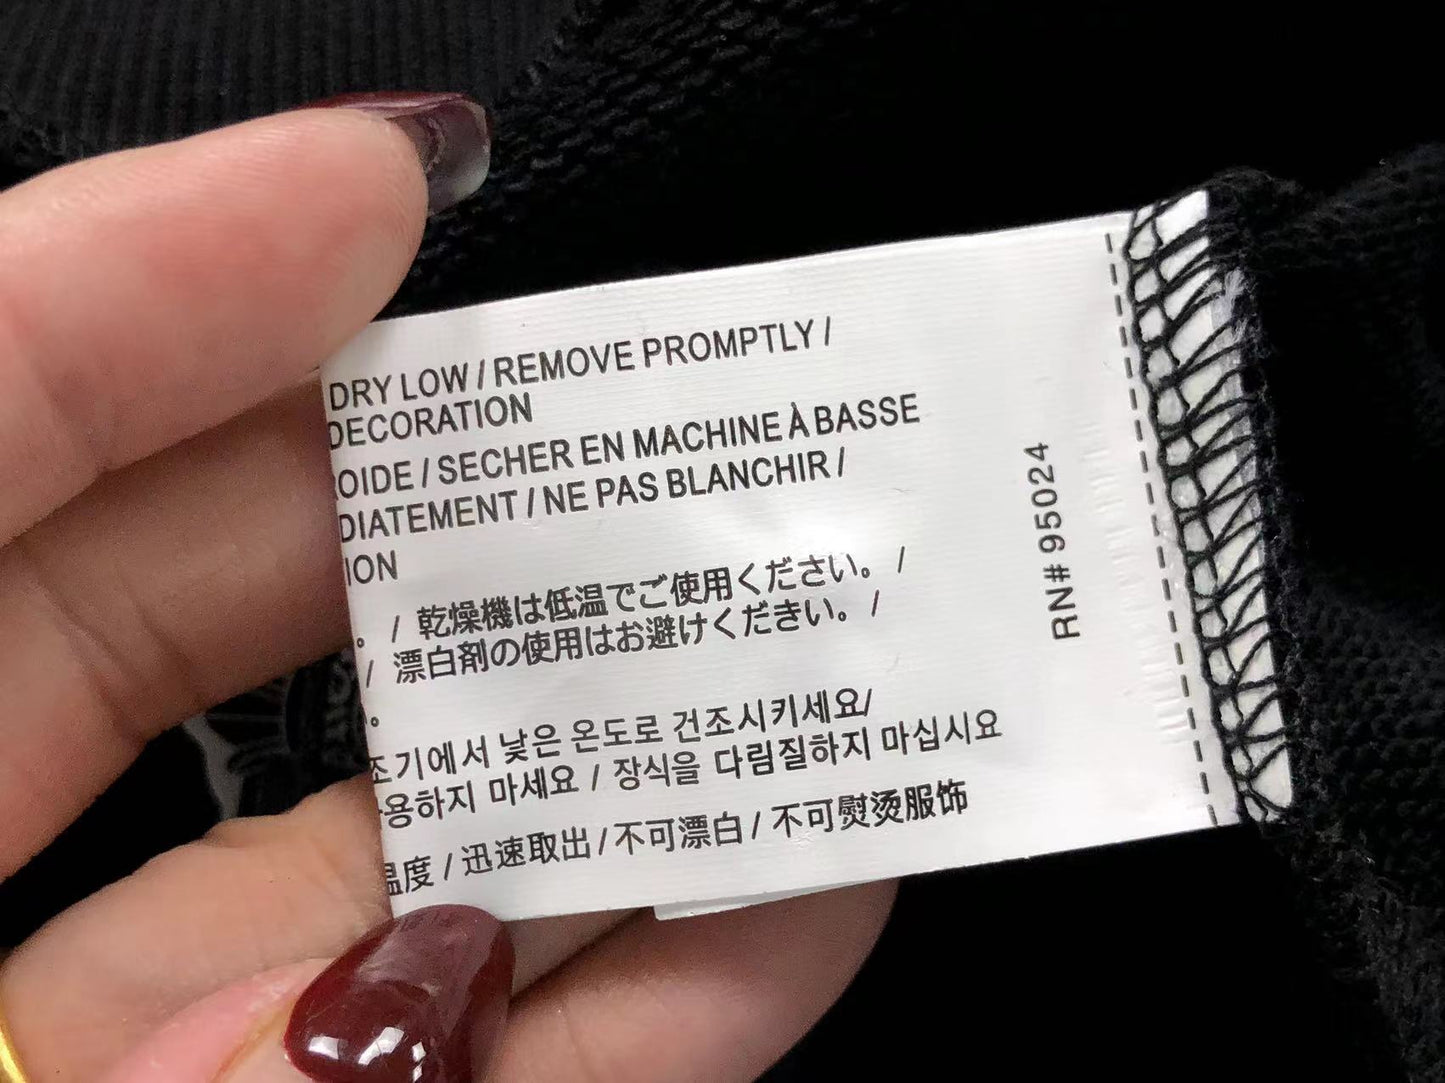 DRY LOW / REMOVE PROMPTLY /
DECORATION
OIDE / SECHER EN MACHINE À BASSE
DIATEMENT / NE PAS BLANCHIR /
ION
。 / 乾燥機は低温でご使用ください。 /
/ 漂白剤の使用はお避けくだきい。 /
。
조기에서 낮은 온도로 건조시키세요/
용하지 마세요 / 장식을 다림질하지 마십시요
温度 / 迅速取出 / 不可漂白 / 不可熨烫服饰
RN# 95024